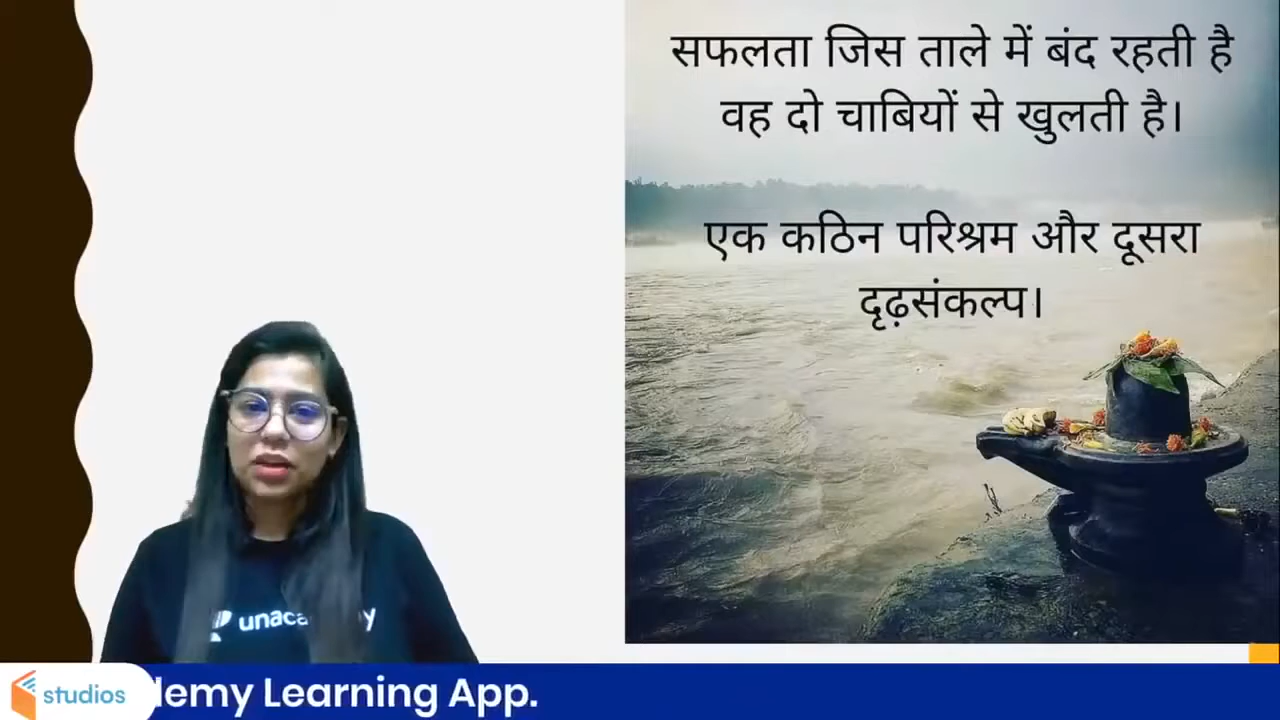 सफलता जिस ताले में बंद रहती है
वह दो चाबियों से खुलती है।
एक कठिन परिश्रम और दूसरा
दृढ़संकल्प।
studios
demy Learning App.